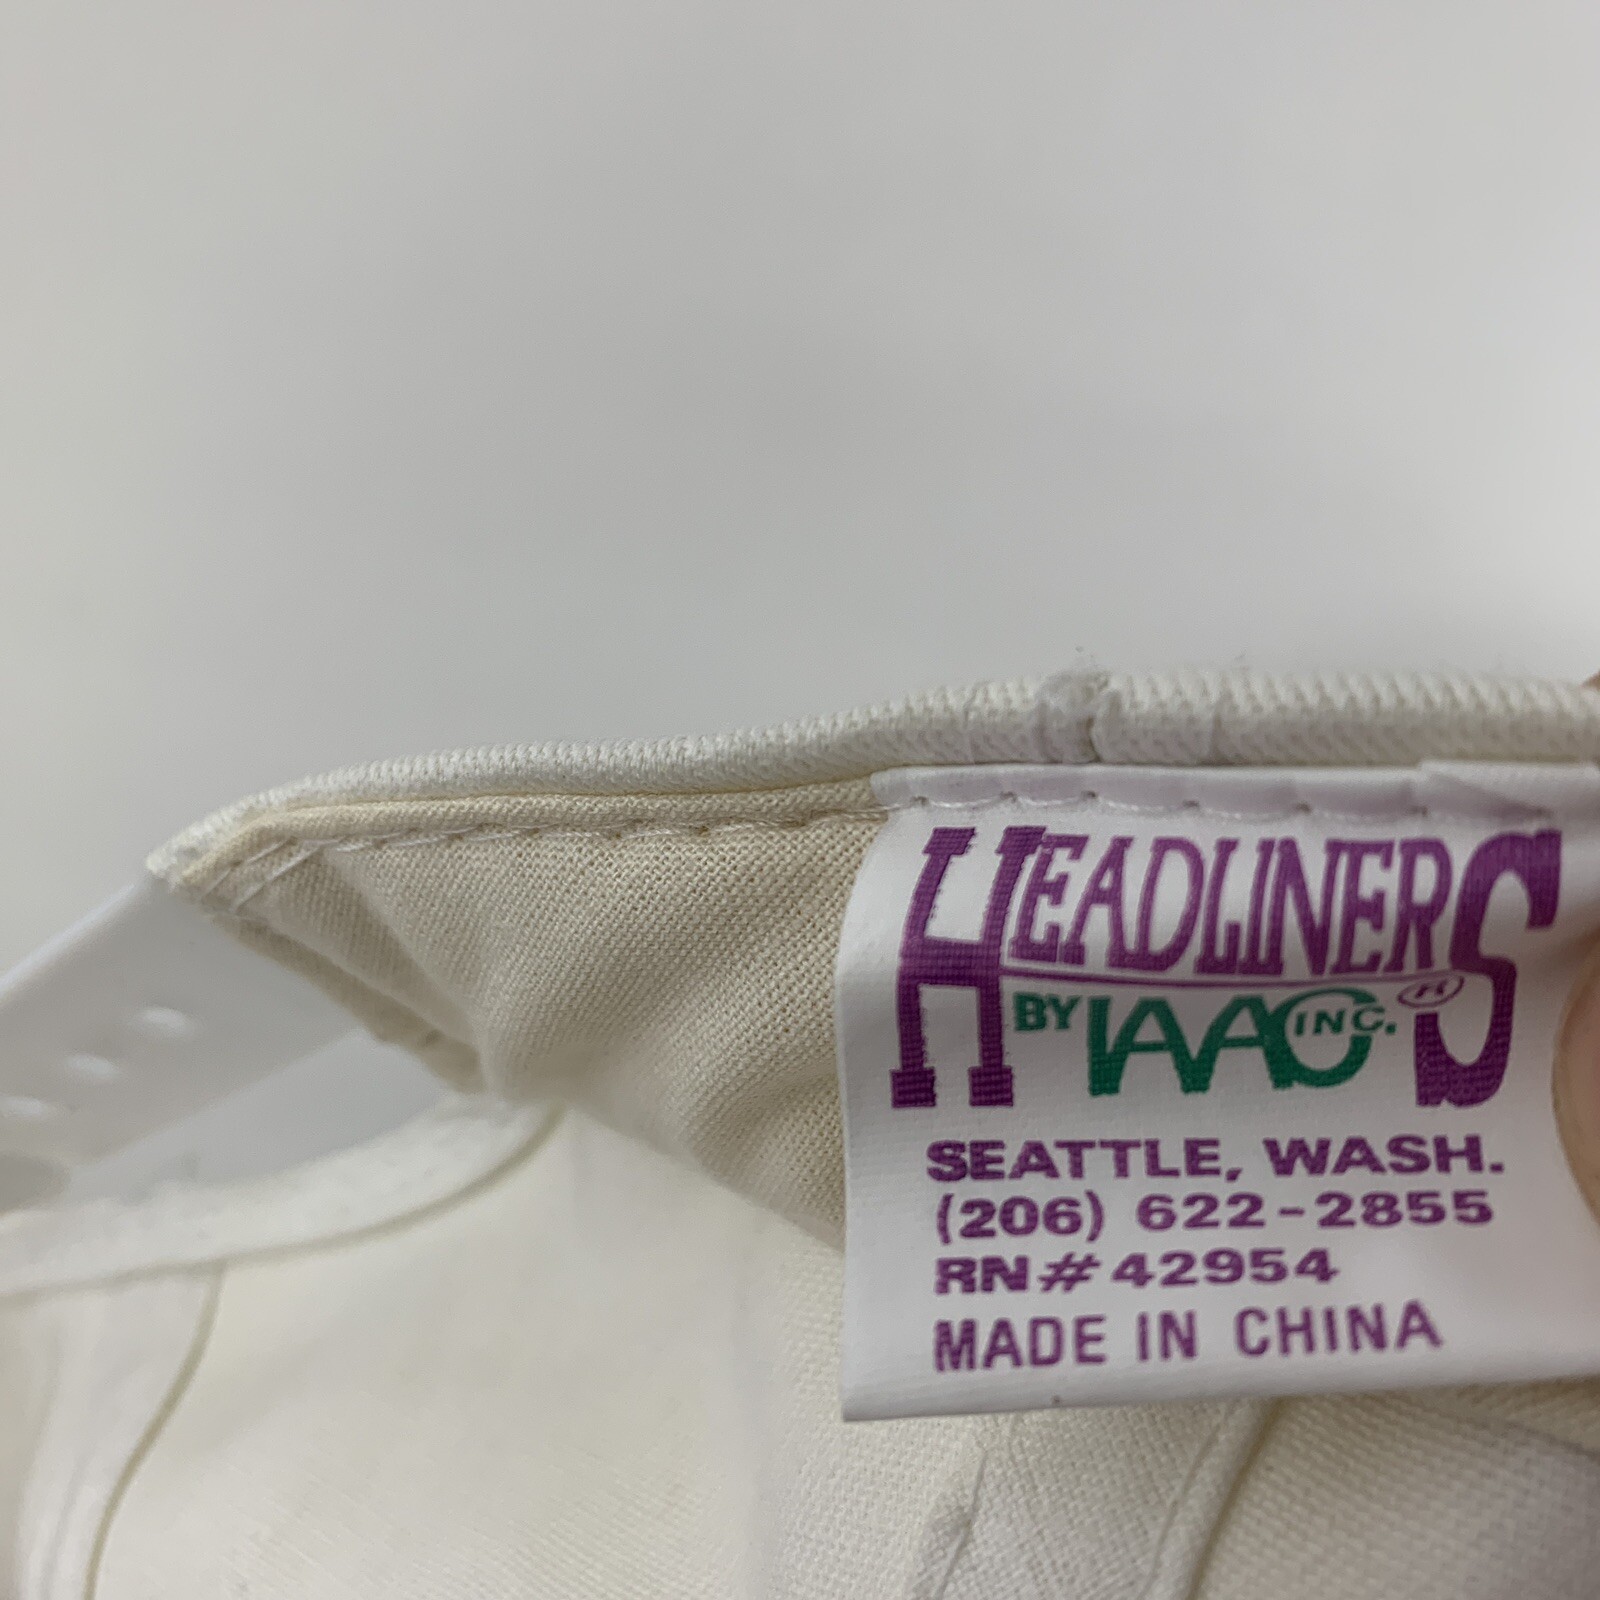 HEADLINERS
BY IAAC INC. ®
SEATTLE, WASH.
(206) 622-2855
RN# 42954
MADE IN CHINA